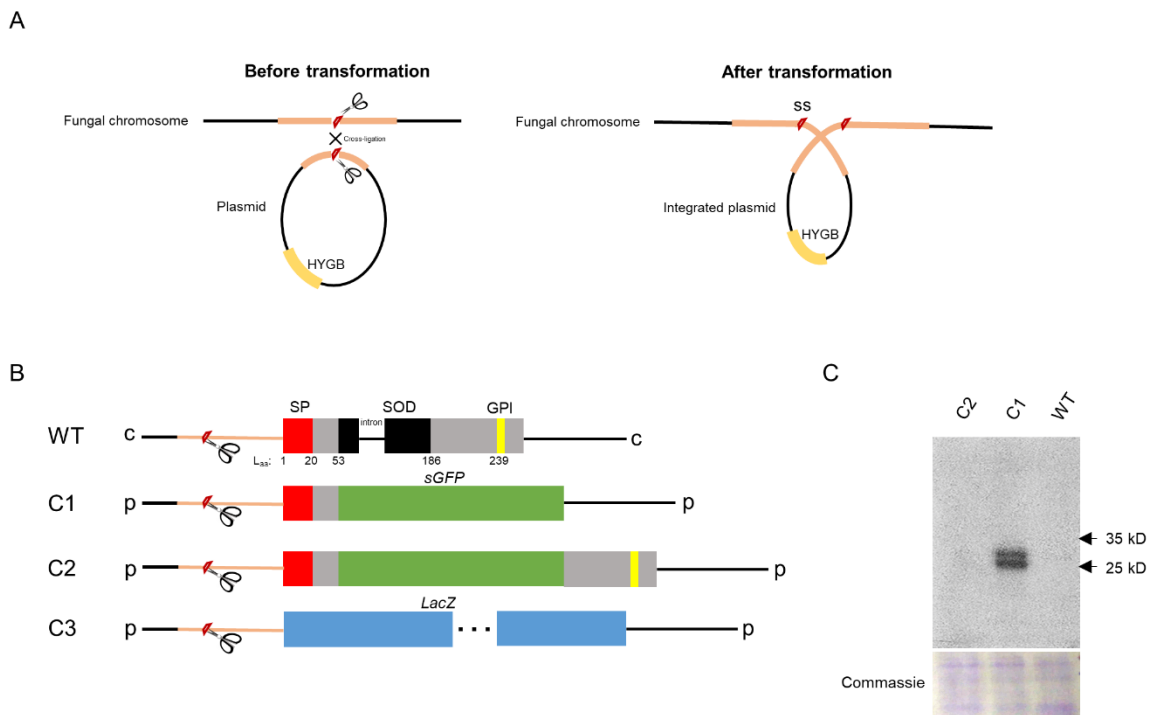 A
Before transformation
After transformation
Fungal chromosome
Cross-ligation
Plasmid
HYGB
SS
Fungal chromosome
Integrated plasmid
HYGB
B
SP
intron
SOD
GPI
WT
c
c
Laa: 1 20 53 186 239
sGFP
C1
p
p
C2
p
p
LacZ
C3
p
p
C
C2
C1
WT
35 kD
25 kD
Commassie